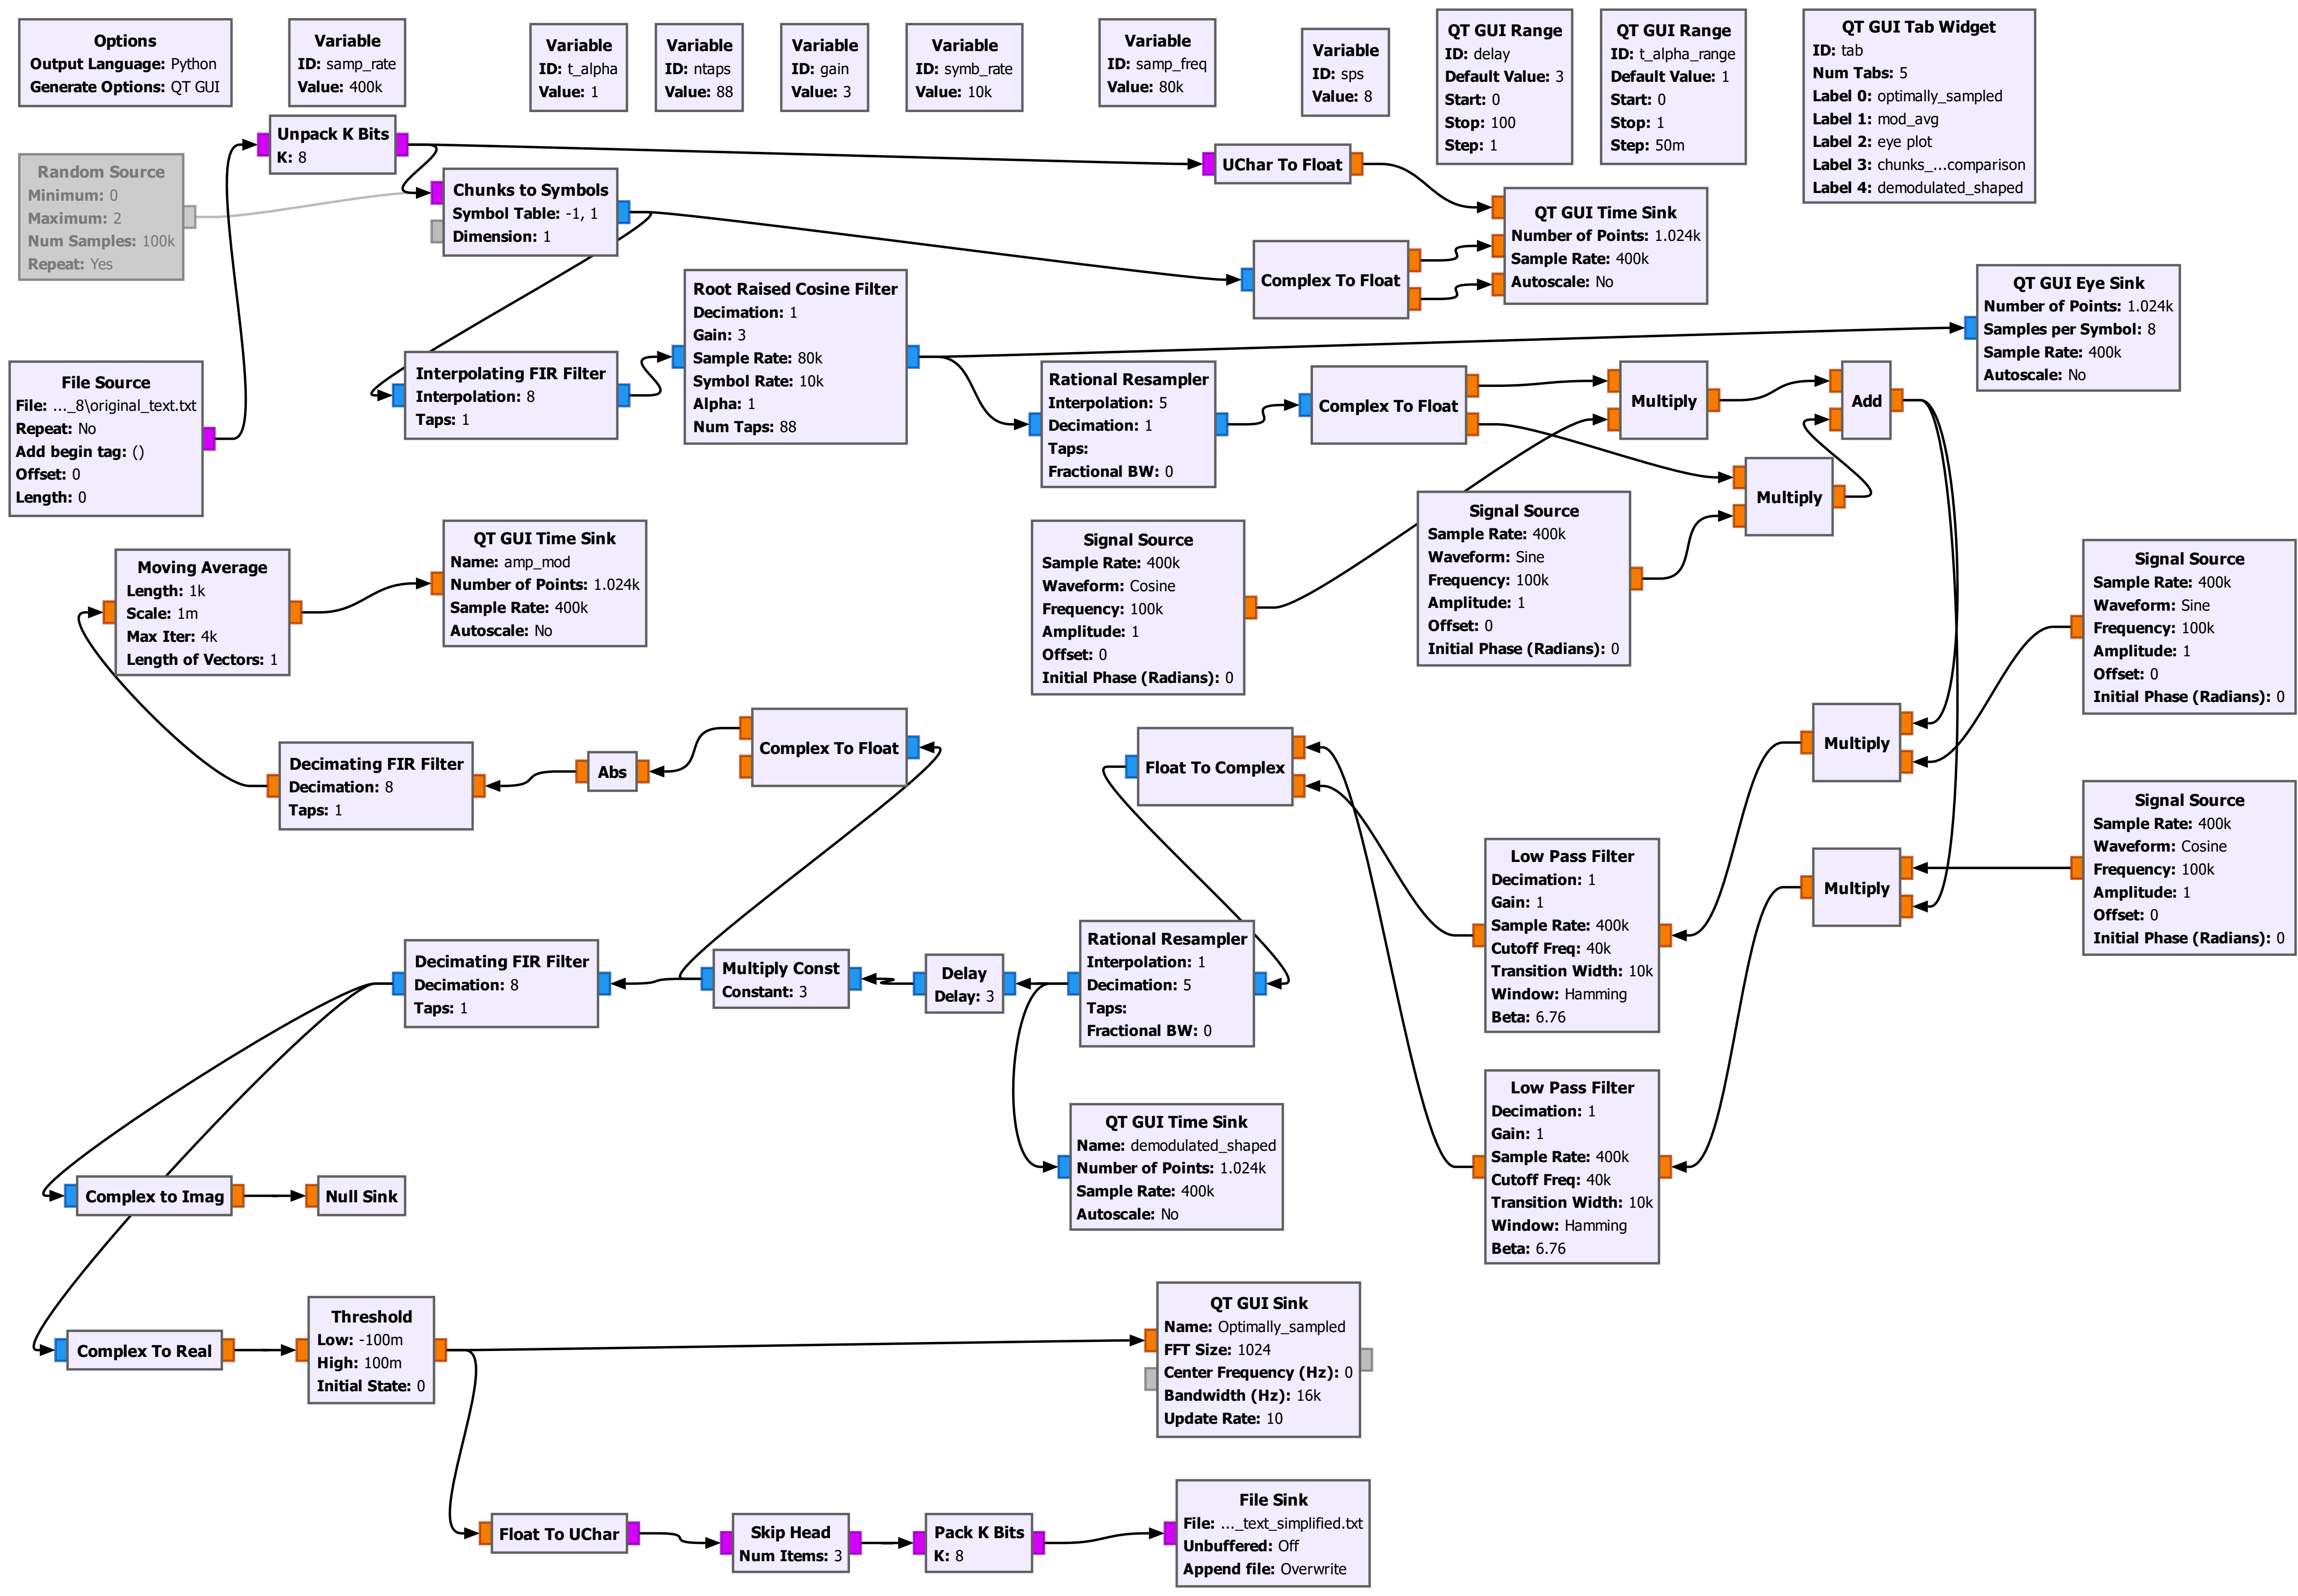 Options
Output Language: Python
Generate Options: QT GUI
Variable
ID: samp_rate
Value: 400k
Variable
ID: t_alpha
Value: 1
Variable
ID: ntaps
Value: 88
Variable
ID: gain
Value: 3
Variable
ID: symb_rate
Value: 10k
Variable
ID: samp_freq
Value: 80k
Variable
ID: sps
Value: 8
QT GUI Range
ID: delay
Default Value: 3
Start: 0
Stop: 100
Step: 1
QT GUI Range
ID: t_alpha_range
Default Value: 1
Start: 0
Stop: 1
Step: 50m
QT GUI Tab Widget
ID: tab
Num Tabs: 5
Label 0: optimally_sampled
Label 1: mod_avg
Label 2: eye plot
Label 3: chunks_...comparison
Label 4: demodulated_shaped
Unpack K Bits
K: 8
Random Source
Minimum: 0
Maximum: 2
Num Samples: 100k
Repeat: Yes
Chunks to Symbols
Symbol Table: -1, 1
Dimension: 1
UChar To Float
Complex To Float
QT GUI Time Sink
Number of Points: 1.024k
Sample Rate: 400k
Autoscale: No
QT GUI Eye Sink
Number of Points: 1.024k
Samples per Symbol: 8
Sample Rate: 400k
Autoscale: No
File Source
File: ..._8\original_text.txt
Repeat: No
Add begin tag: ()
Offset: 0
Length: 0
Interpolating FIR Filter
Interpolation: 8
Taps: 1
Root Raised Cosine Filter
Decimation: 1
Gain: 3
Sample Rate: 80k
Symbol Rate: 10k
Alpha: 1
Num Taps: 88
Rational Resampler
Interpolation: 5
Decimation: 1
Taps:
Fractional BW: 0
Complex To Float
Multiply
Add
Multiply
Signal Source
Sample Rate: 400k
Waveform: Cosine
Frequency: 100k
Amplitude: 1
Offset: 0
Initial Phase (Radians): 0
Signal Source
Sample Rate: 400k
Waveform: Sine
Frequency: 100k
Amplitude: 1
Offset: 0
Initial Phase (Radians): 0
Signal Source
Sample Rate: 400k
Waveform: Sine
Frequency: 100k
Amplitude: 1
Offset: 0
Initial Phase (Radians): 0
Moving Average
Length: 1k
Scale: 1m
Max Iter: 4k
Length of Vectors: 1
QT GUI Time Sink
Name: amp_mod
Number of Points: 1.024k
Sample Rate: 400k
Autoscale: No
Decimating FIR Filter
Decimation: 8
Taps: 1
Abs
Complex To Float
Float To Complex
Multiply
Multiply
Signal Source
Sample Rate: 400k
Waveform: Cosine
Frequency: 100k
Amplitude: 1
Offset: 0
Initial Phase (Radians): 0
Low Pass Filter
Decimation: 1
Gain: 1
Sample Rate: 400k
Cutoff Freq: 40k
Transition Width: 10k
Window: Hamming
Beta: 6.76
Decimating FIR Filter
Decimation: 8
Taps: 1
Multiply Const
Constant: 3
Delay
Delay: 3
Rational Resampler
Interpolation: 1
Decimation: 5
Taps:
Fractional BW: 0
Low Pass Filter
Decimation: 1
Gain: 1
Sample Rate: 400k
Cutoff Freq: 40k
Transition Width: 10k
Window: Hamming
Beta: 6.76
QT GUI Time Sink
Name: demodulated_shaped
Number of Points: 1.024k
Sample Rate: 400k
Autoscale: No
Complex to Imag
Null Sink
Complex To Real
Threshold
Low: -100m
High: 100m
Initial State: 0
QT GUI Sink
Name: Optimally_sampled
FFT Size: 1024
Center Frequency (Hz): 0
Bandwidth (Hz): 16k
Update Rate: 10
Float To UChar
Skip Head
Num Items: 3
Pack K Bits
K: 8
File Sink
File: ..._text_simplified.txt
Unbuffered: Off
Append file: Overwrite